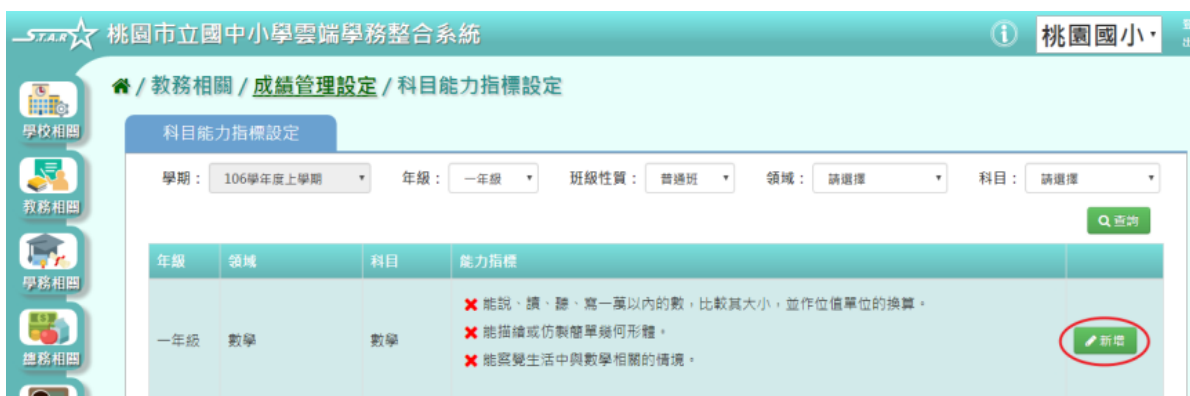 S.T.A.R 桃園市立國中小學雲端學務整合系統
桃園國小
/ 教務相關 / 成績管理設定 / 科目能力指標設定
學校相關
科目能力指標設定
學期： 106學年度上學期 年級： 一年級 班級性質： 普通班 領域： 請選擇 科目： 請選擇
教務相關
查詢
年級 領域 科目 能力指標
學務相關
能說、讀、聽、寫一萬以內的數，比較其大小，並作位值單位的換算。
一年級 數學 數學 能描繪或仿製簡單幾何形體。 新增
能察覺生活中與數學相關的情境。
總務相關